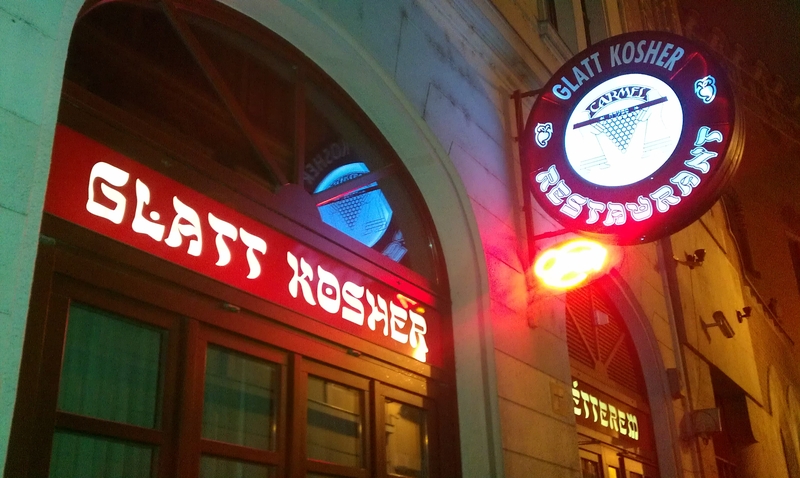 GLATT KOSHER
GLATT KOSHER
CARMEL
RESTAURANT
ÉTTEREM